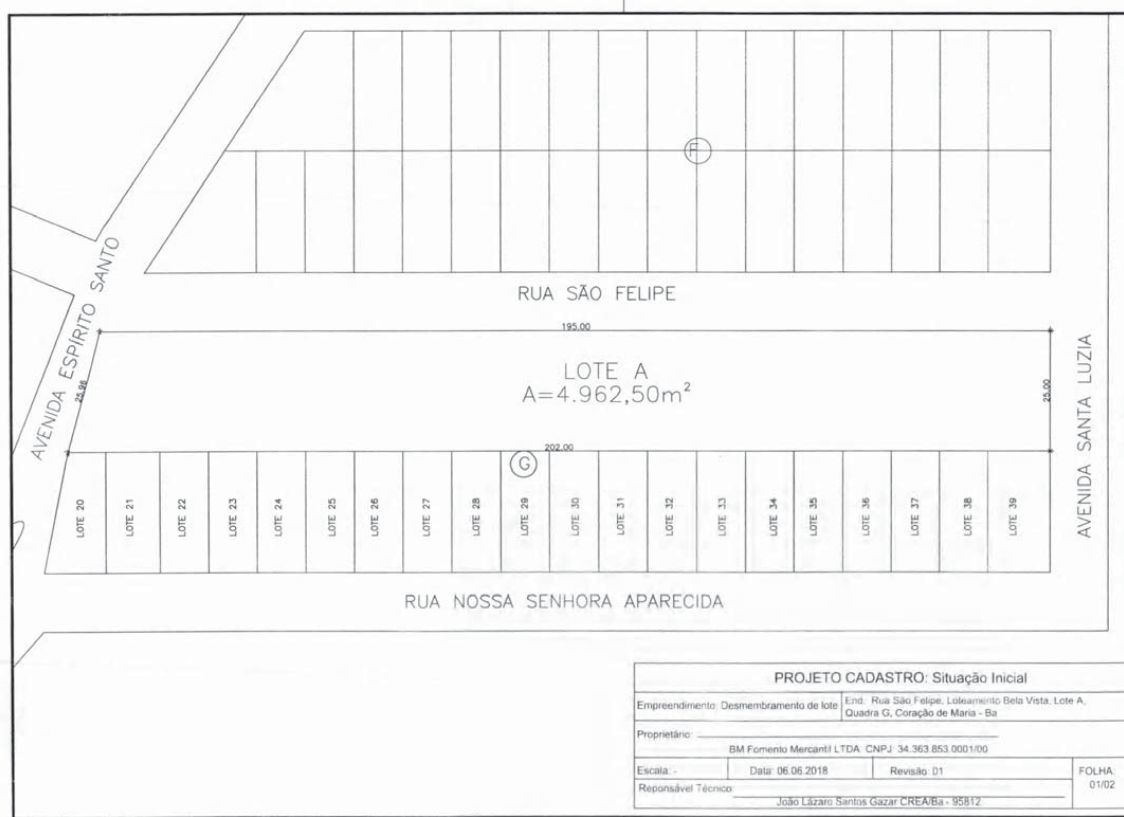 F
RUA SÃO FELIPE
AVENIDA ESPÍRITO SANTO
195.00
LOTE A
A=4.962,50m²
25.96
25.00
AVENIDA SANTA LUZIA
202.00
G
LOTE 20
LOTE 21
LOTE 22
LOTE 23
LOTE 24
LOTE 25
LOTE 26
LOTE 27
LOTE 28
LOTE 29
LOTE 30
LOTE 31
LOTE 32
LOTE 33
LOTE 34
LOTE 35
LOTE 36
LOTE 37
LOTE 38
LOTE 39
RUA NOSSA SENHORA APARECIDA
PROJETO CADASTRO: Situação Inicial
Empreendimento: Desmembramento de lote
End.: Rua São Felipe, Loteamento Bela Vista, Lote A,
Quadra G, Coração de Maria - Ba
Proprietário:
BM Fomento Mercantil LTDA. CNPJ: 34.363.853.0001/00
Escala: -
Data: 06.06.2018
Revisão: 01
FOLHA:
01/02
Reponsável Técnico:
João Lázaro Santos Gazar CREA/Ba - 95812